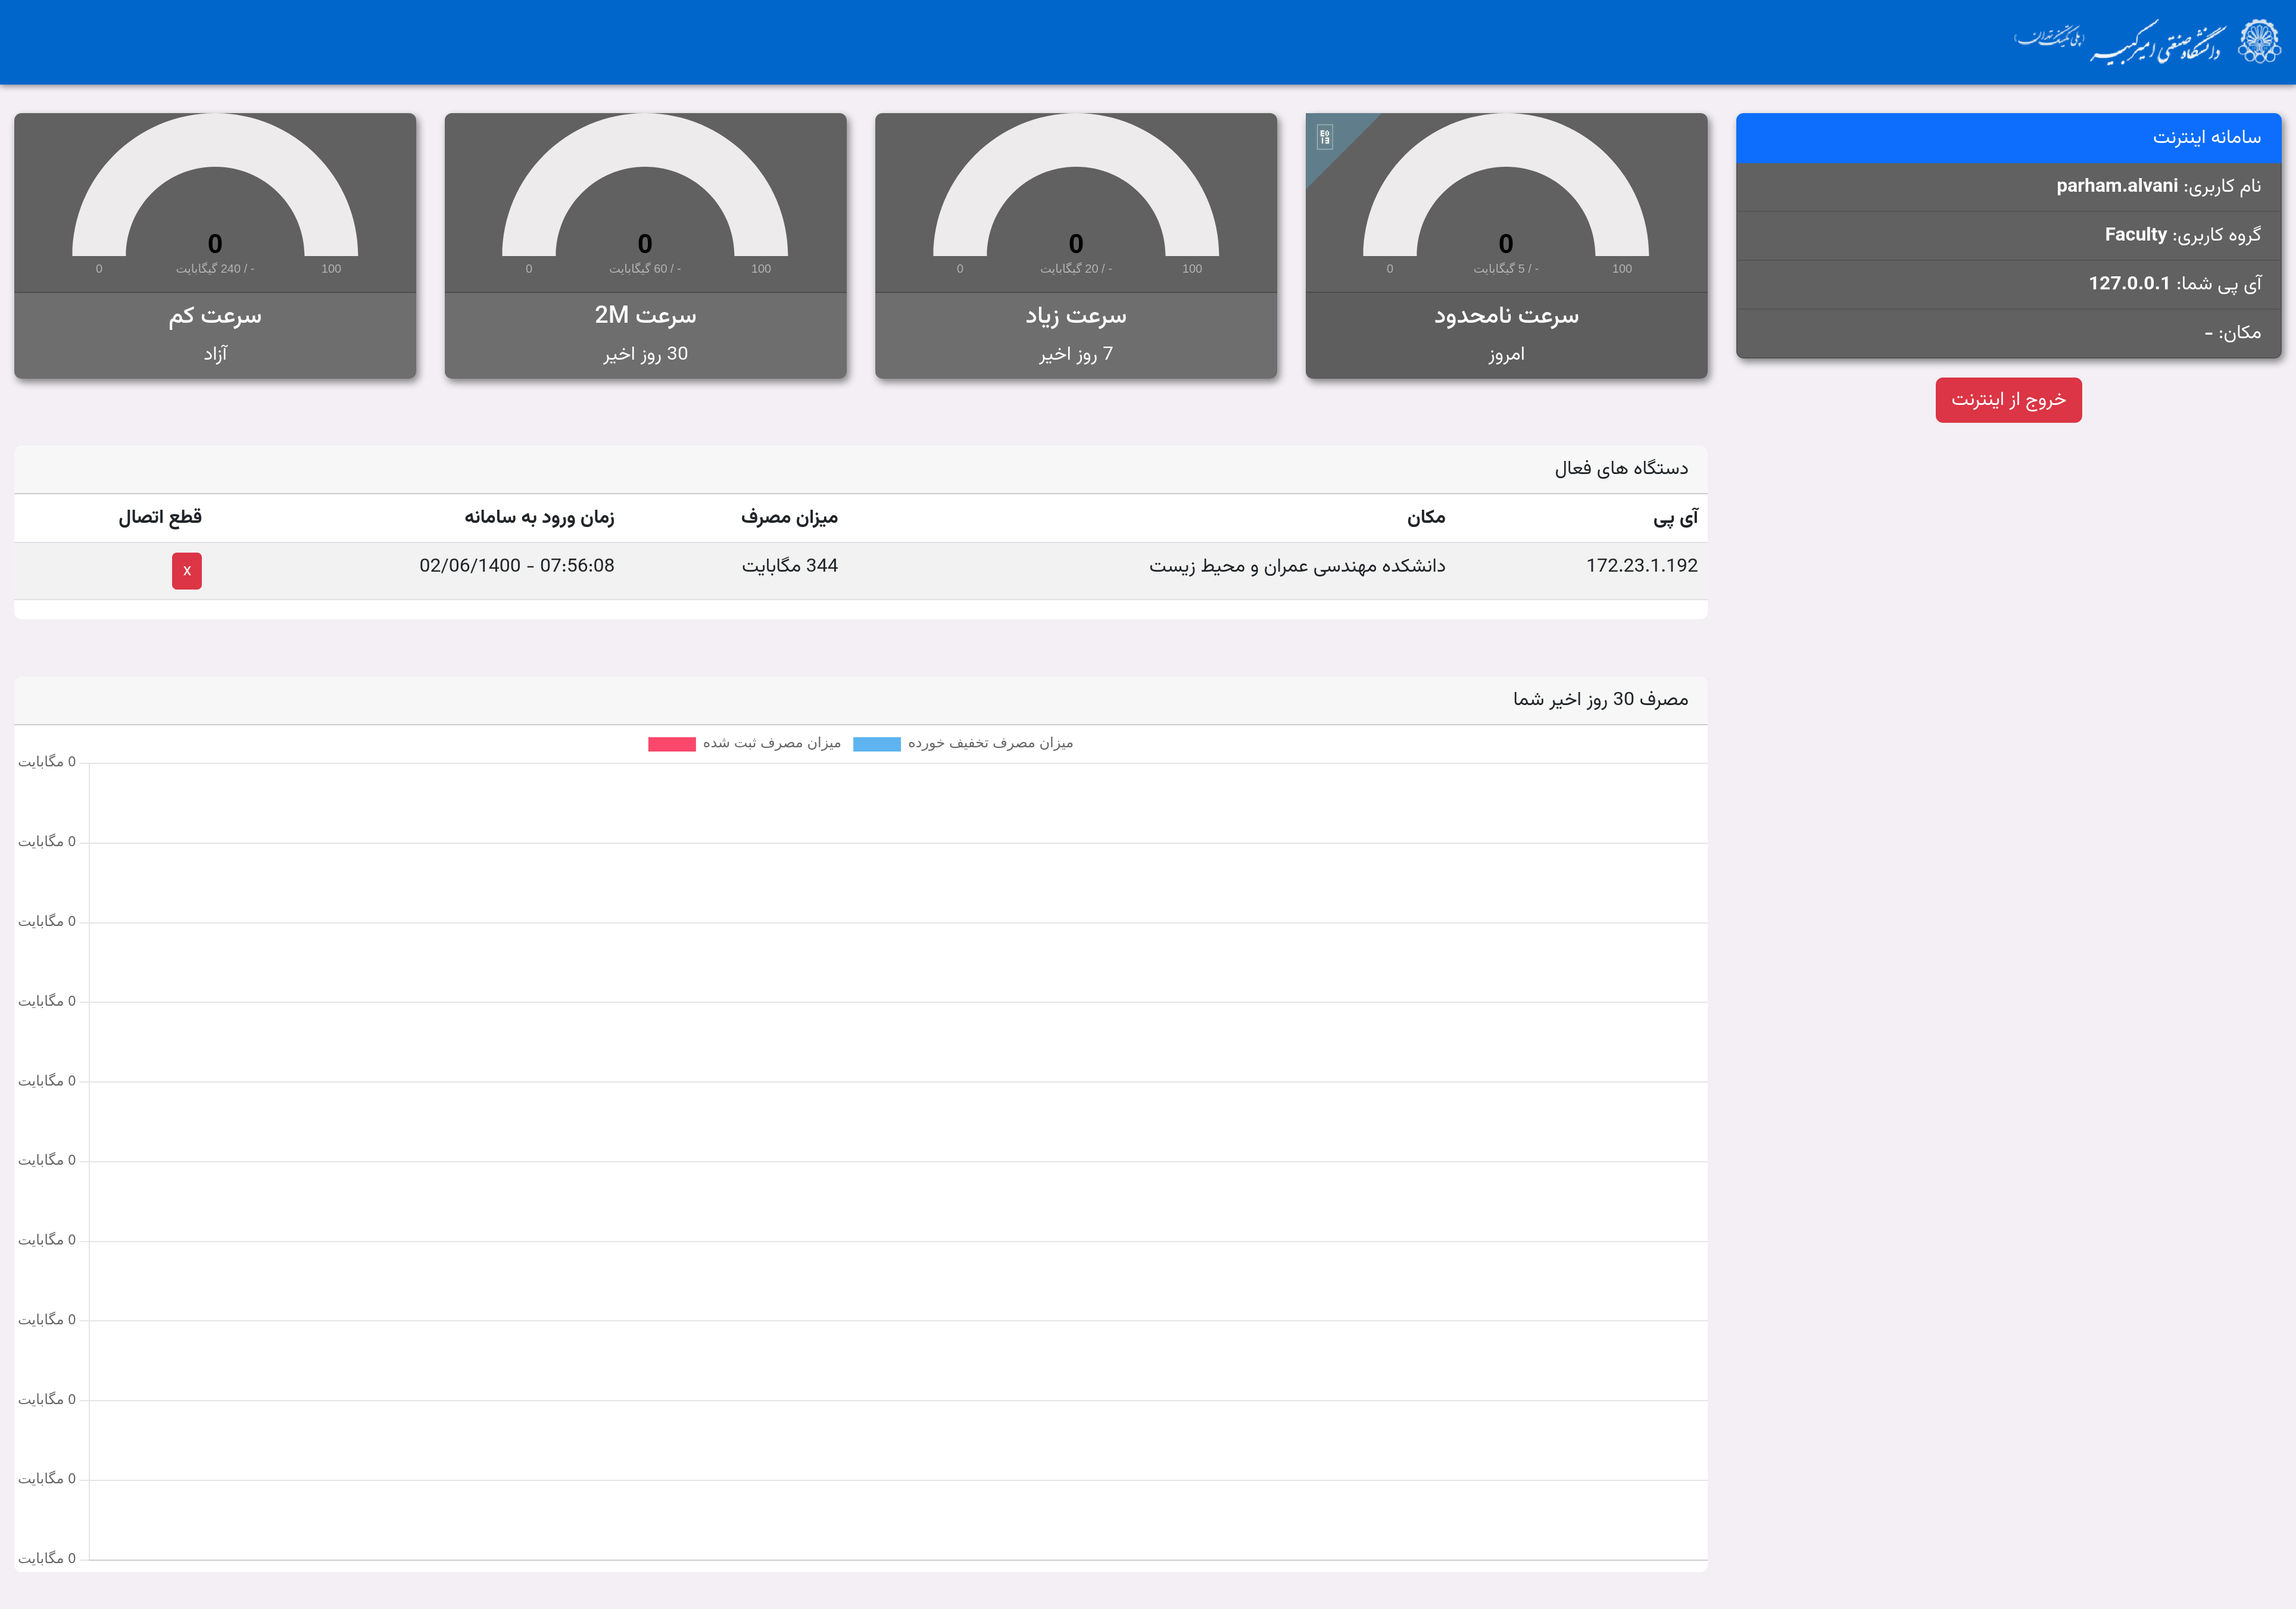 دانشگاه صنعتی امیرکبیر
(پلی تکنیک تهران)
سامانه اینترنت
نام کاربری: parham.alvani
گروه کاربری: Faculty
آی پی شما: 127.0.0.1
مکان: -
خروج از اینترنت
E0
13
0
0
- / 5 گیگابایت
100
سرعت نامحدود
امروز
0
0
- / 20 گیگابایت
100
سرعت زیاد
7 روز اخیر
0
0
- / 60 گیگابایت
100
سرعت 2M
30 روز اخیر
0
0
- / 240 گیگابایت
100
سرعت کم
آزاد
دستگاه های فعال
آی پی مکان میزان مصرف زمان ورود به سامانه قطع اتصال
172.23.1.192 دانشکده مهندسی عمران و محیط زیست 344 مگابایت 02/06/1400 - 07:56:08 x
مصرف 30 روز اخیر شما
میزان مصرف تخفیف خورده میزان مصرف ثبت شده
0 مگابایت
0 مگابایت
0 مگابایت
0 مگابایت
0 مگابایت
0 مگابایت
0 مگابایت
0 مگابایت
0 مگابایت
0 مگابایت
0 مگابایت